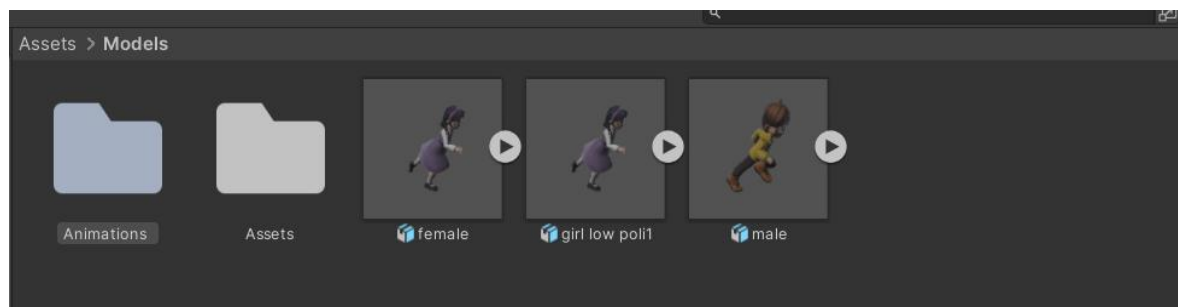 Assets > Models
Animations
Assets
female
girl low poli1
male